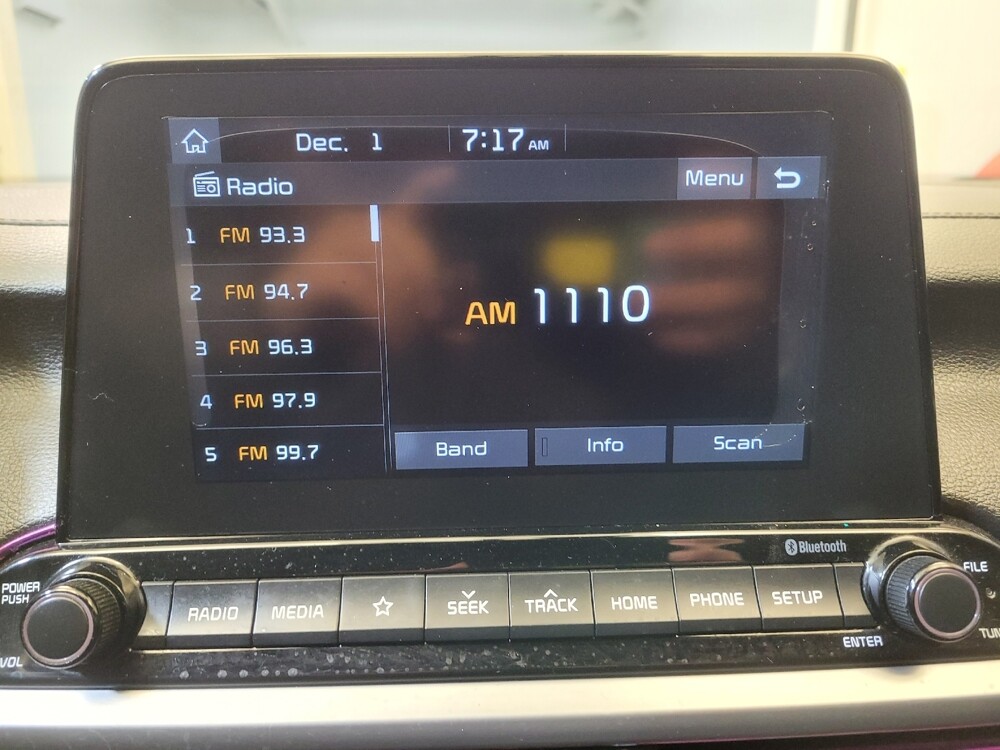 Dec. 1 7:17 AM
Radio Menu
1 FM 93.3
2 FM 94.7
3 FM 96.3
4 FM 97.9
5 FM 99.7
AM 1110
Band Info Scan
Bluetooth
POWER
PUSH
VOL
RADIO MEDIA SEEK TRACK HOME PHONE SETUP
FILE
ENTER